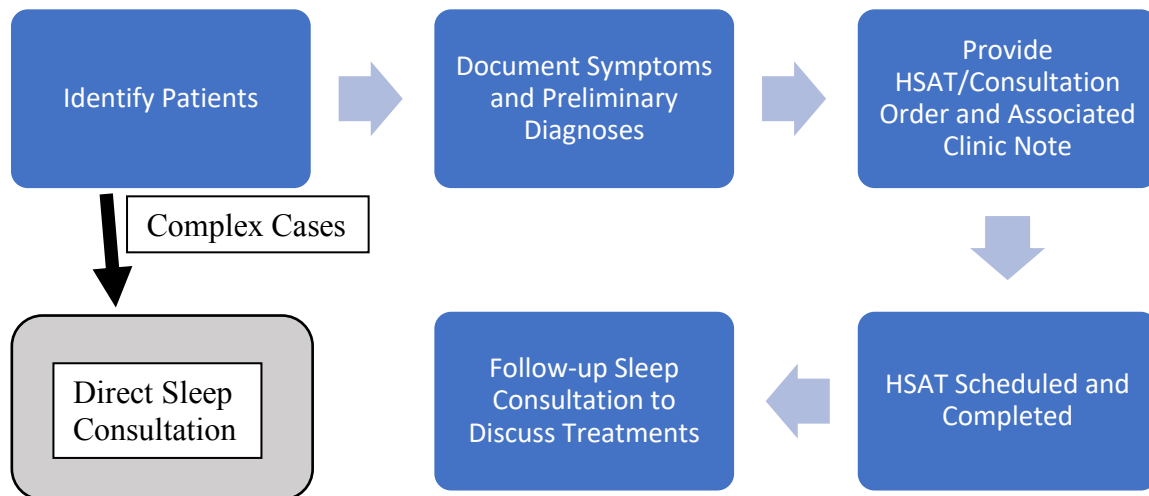 Identify Patients
Document Symptoms
and Preliminary
Diagnoses
Provide
HSAT/Consultation
Order and Associated
Clinic Note
Complex Cases
Direct Sleep
Consultation
Follow-up Sleep
Consultation to
Discuss Treatments
HSAT Scheduled and
Completed